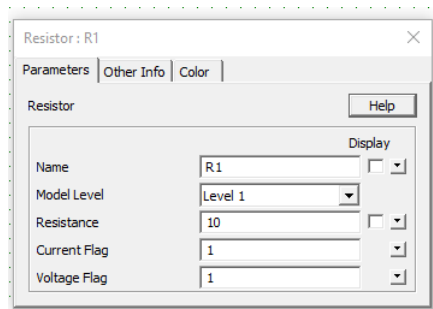 Resistor : R1
Parameters Other Info Color
Resistor Help
Display
Name R1
Model Level Level 1
Resistance 10
Current Flag 1
Voltage Flag 1